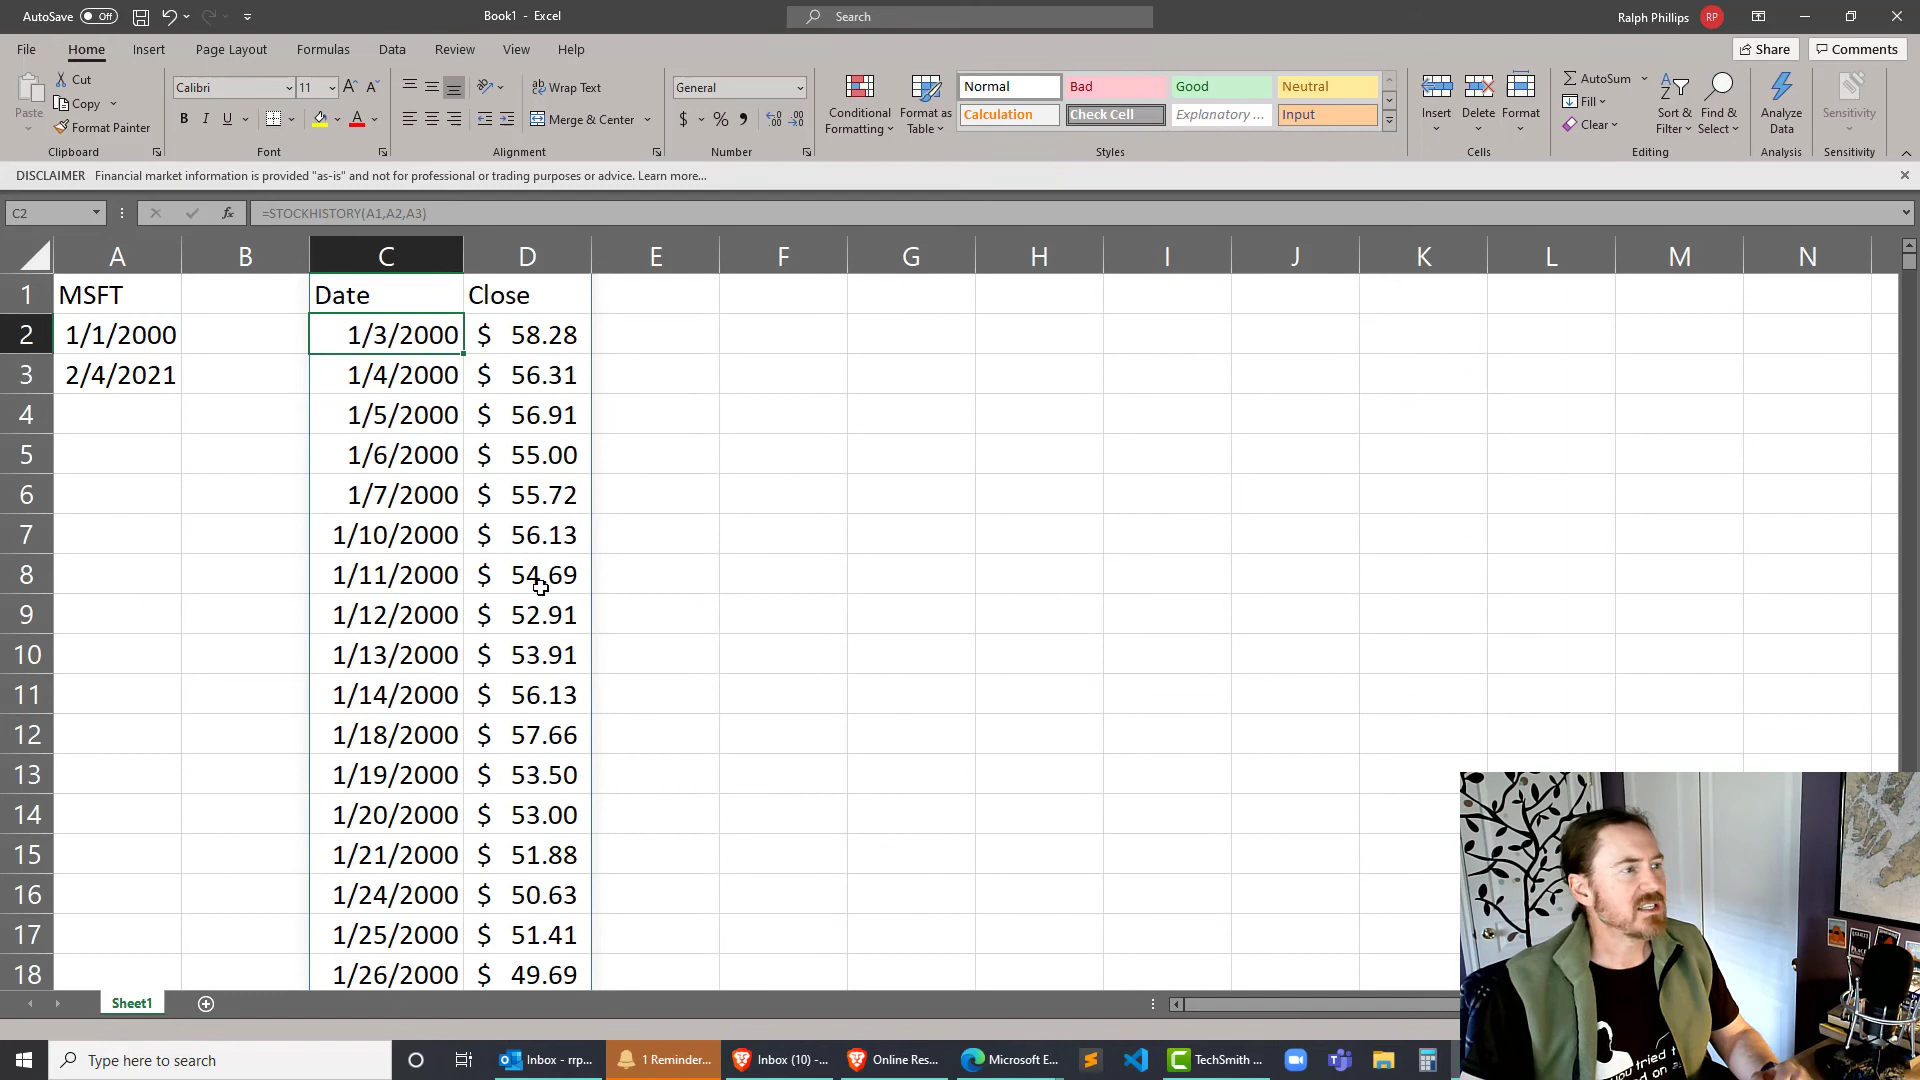 AutoSave Off Book1 - Excel Search Ralph Phillips RP
File Home Insert Page Layout Formulas Data Review View Help Share Comments
Paste Cut Copy Format Painter
Calibri 11 B I U
Wrap Text Merge & Center
General $ % 9
Conditional Formatting Format as Table
Normal Bad Good Neutral
Calculation Check Cell Explanatory ... Input
Insert Delete Format
AutoSum Fill Clear
Sort & Filter Find & Select Analyze Data Sensitivity
Clipboard Font Alignment Number Styles Cells Editing Analysis Sensitivity
DISCLAIMER Financial market information is provided "as-is" and not for professional or trading purposes or advice. Learn more...
C2 fx =STOCKHISTORY(A1,A2,A3)
A B C D E F G H I J K L M N
1 MSFT Date Close
2 1/1/2000 1/3/2000 $ 58.28
3 2/4/2021 1/4/2000 $ 56.31
4 1/5/2000 $ 56.91
5 1/6/2000 $ 55.00
6 1/7/2000 $ 55.72
7 1/10/2000 $ 56.13
8 1/11/2000 $ 54.69
9 1/12/2000 $ 52.91
10 1/13/2000 $ 53.91
11 1/14/2000 $ 56.13
12 1/18/2000 $ 57.66
13 1/19/2000 $ 53.50
14 1/20/2000 $ 53.00
15 1/21/2000 $ 51.88
16 1/24/2000 $ 50.63
17 1/25/2000 $ 51.41
18 1/26/2000 $ 49.69
Sheet1
Type here to search Inbox - rrp... 1 Reminder... Inbox (10) -... Online Res... Microsoft E... TechSmith ...